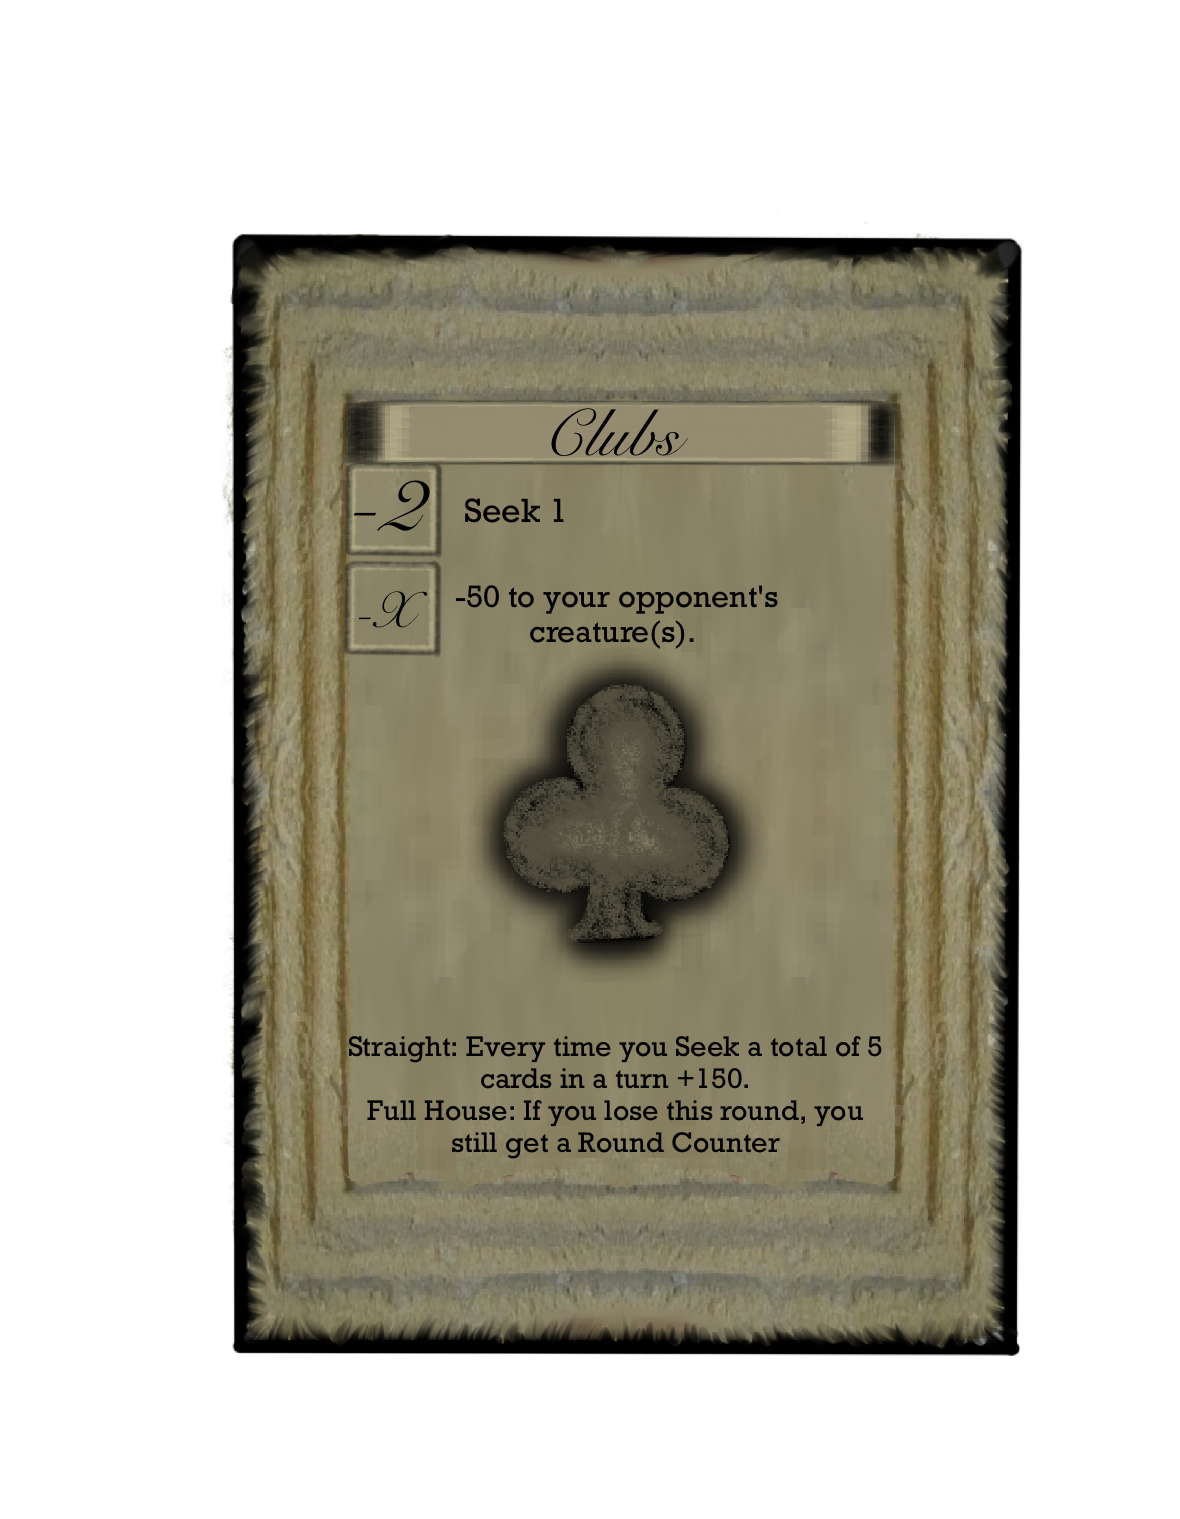 Clubs
-2
Seek 1
-X
-50 to your opponent's
creature(s).
Straight: Every time you Seek a total of 5
cards in a turn +150.
Full House: If you lose this round, you
still get a Round Counter